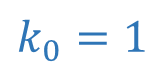 k₀ = 1